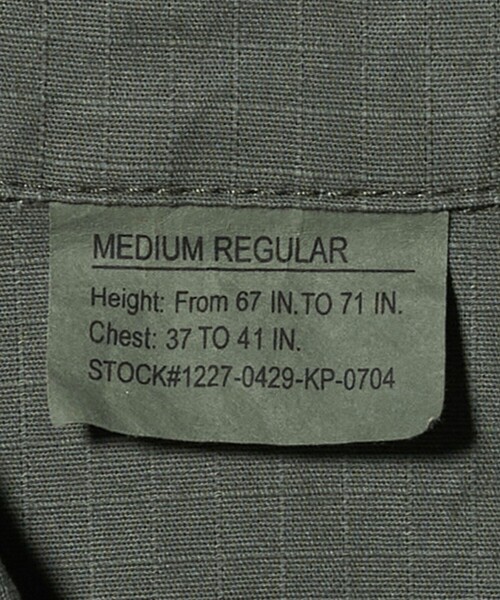 MEDIUM REGULAR
Height: From 67 IN.TO 71 IN.
Chest: 37 TO 41 IN.
STOCK#1227-0429-KP-0704